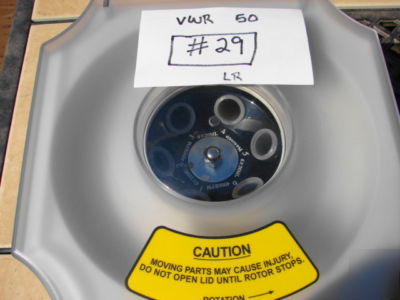 VWR 50
#29
LR
CAUTION
MOVING PARTS MAY CAUSE INJURY.
DO NOT OPEN LID UNTIL ROTOR STOPS.
ROTATION